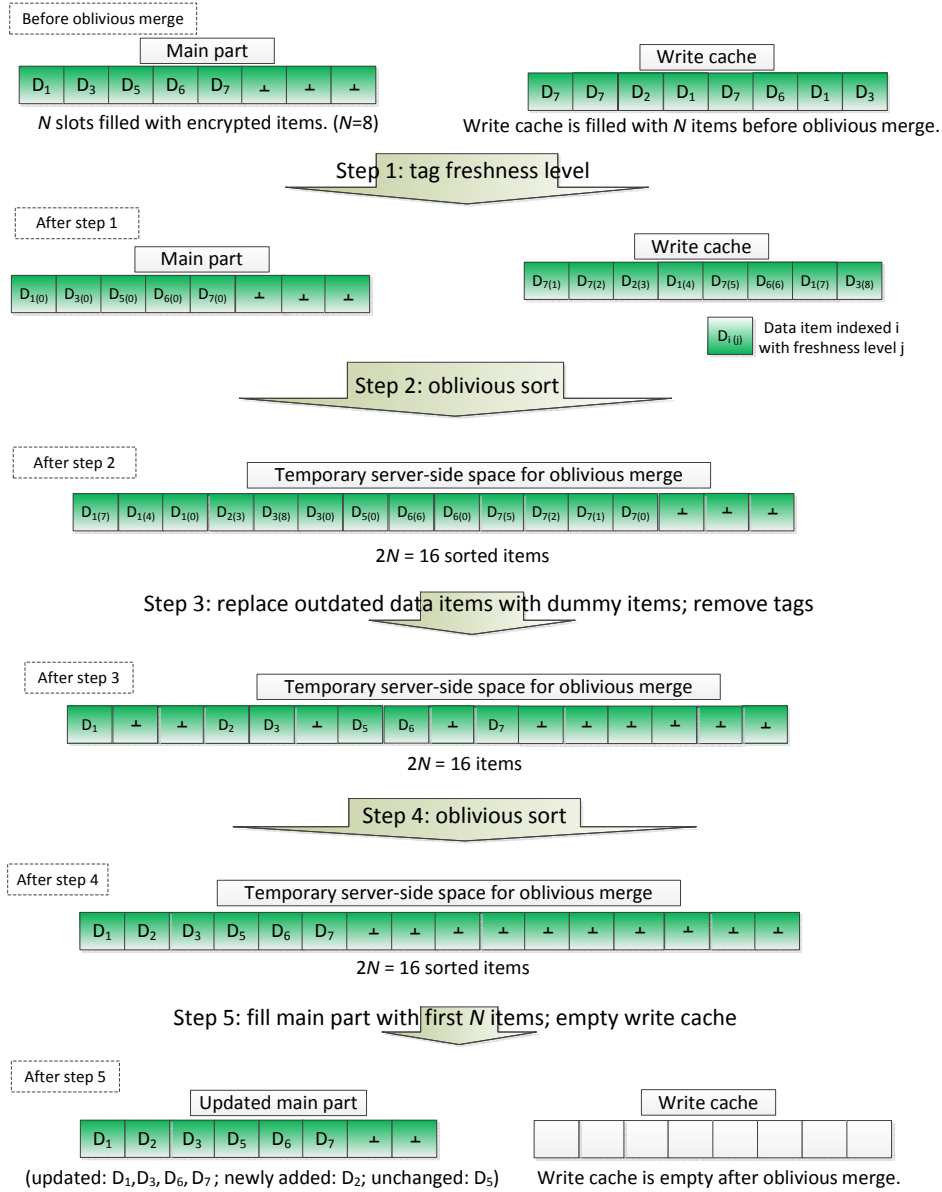 Before oblivious merge
Main part
Write cache
D1 D3 D5 D6 D7 ⊥ ⊥ ⊥
D7 D7 D2 D1 D7 D6 D1 D3
N slots filled with encrypted items. (N=8)
Write cache is filled with N items before oblivious merge.
Step 1: tag freshness level
After step 1
Main part
Write cache
D1(0) D3(0) D5(0) D6(0) D7(0) ⊥ ⊥ ⊥
D7(1) D7(2) D2(3) D1(4) D7(5) D6(6) D1(7) D3(8)
Di(j)
Data item indexed i
with freshness level j
Step 2: oblivious sort
After step 2
Temporary server-side space for oblivious merge
D1(7) D1(4) D1(0) D2(3) D3(8) D3(0) D5(0) D6(6) D6(0) D7(5) D7(2) D7(1) D7(0) ⊥ ⊥ ⊥
2N = 16 sorted items
Step 3: replace outdated data items with dummy items; remove tags
After step 3
Temporary server-side space for oblivious merge
D1 ⊥ ⊥ D2 D3 ⊥ D5 D6 ⊥ D7 ⊥ ⊥ ⊥ ⊥ ⊥ ⊥
2N = 16 items
Step 4: oblivious sort
After step 4
Temporary server-side space for oblivious merge
D1 D2 D3 D5 D6 D7 ⊥ ⊥ ⊥ ⊥ ⊥ ⊥ ⊥ ⊥ ⊥ ⊥
2N = 16 sorted items
Step 5: fill main part with first N items; empty write cache
After step 5
Updated main part
Write cache
D1 D2 D3 D5 D6 D7 ⊥ ⊥
(updated: D1,D3, D6, D7 ; newly added: D2; unchanged: D5)
Write cache is empty after oblivious merge.